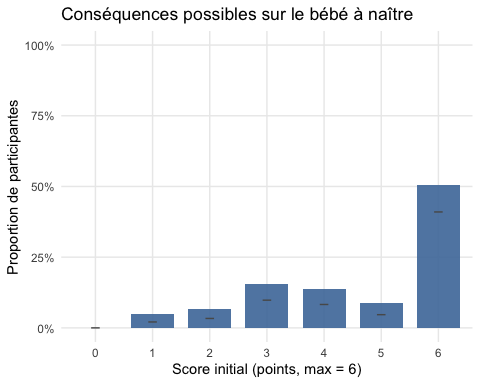 Conséquences possibles sur le bébé à naître
Proportion de participantes
100%
75%
50%
25%
0%
0 1 2 3 4 5 6
Score initial (points, max = 6)